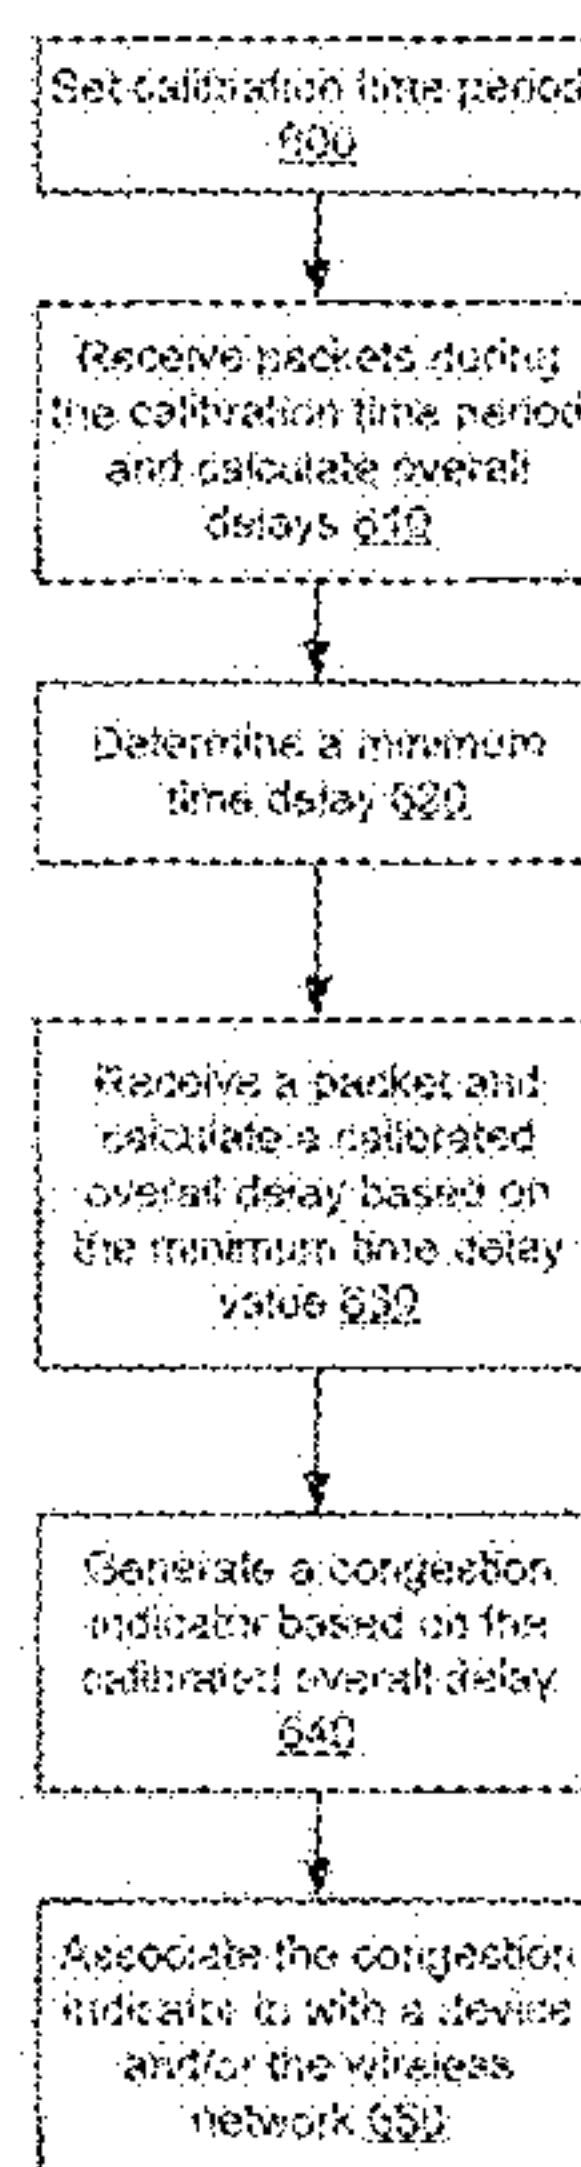 Set calibration time period
600
Receive packets during
the calibration time period
and calculate overall
delays 610
Determine a minimum
time delay 620
Receive a packet and
calculate a calibrated
overall delay based on
the minimum time delay
value 630
Generate a congestion
indicator based on the
calibrated overall delay
640
Associate the congestion
indicator to with a device
and/or the wireless
network 650